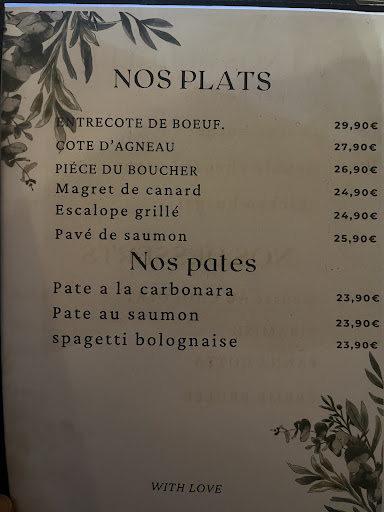 NOS PLATS
ENTRECOTE DE BOEUF. 29,90€
COTE D'AGNEAU 27,90€
PIÉCE DU BOUCHER 26,90€
Magret de canard 24,90€
Escalope grillé 24,90€
Pavé de saumon 25,90€
Nos pates
Pate a la carbonara 23,90€
Pate au saumon 23,90€
spagetti bolognaise 23,90€
WITH LOVE